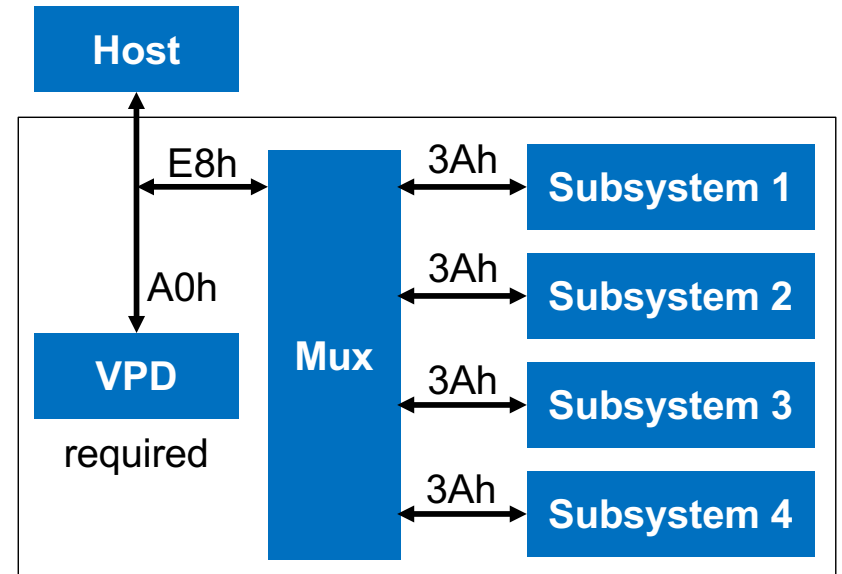 Host
E8h
A0h
VPD
required
Mux
3Ah
Subsystem 1
3Ah
Subsystem 2
3Ah
Subsystem 3
3Ah
Subsystem 4